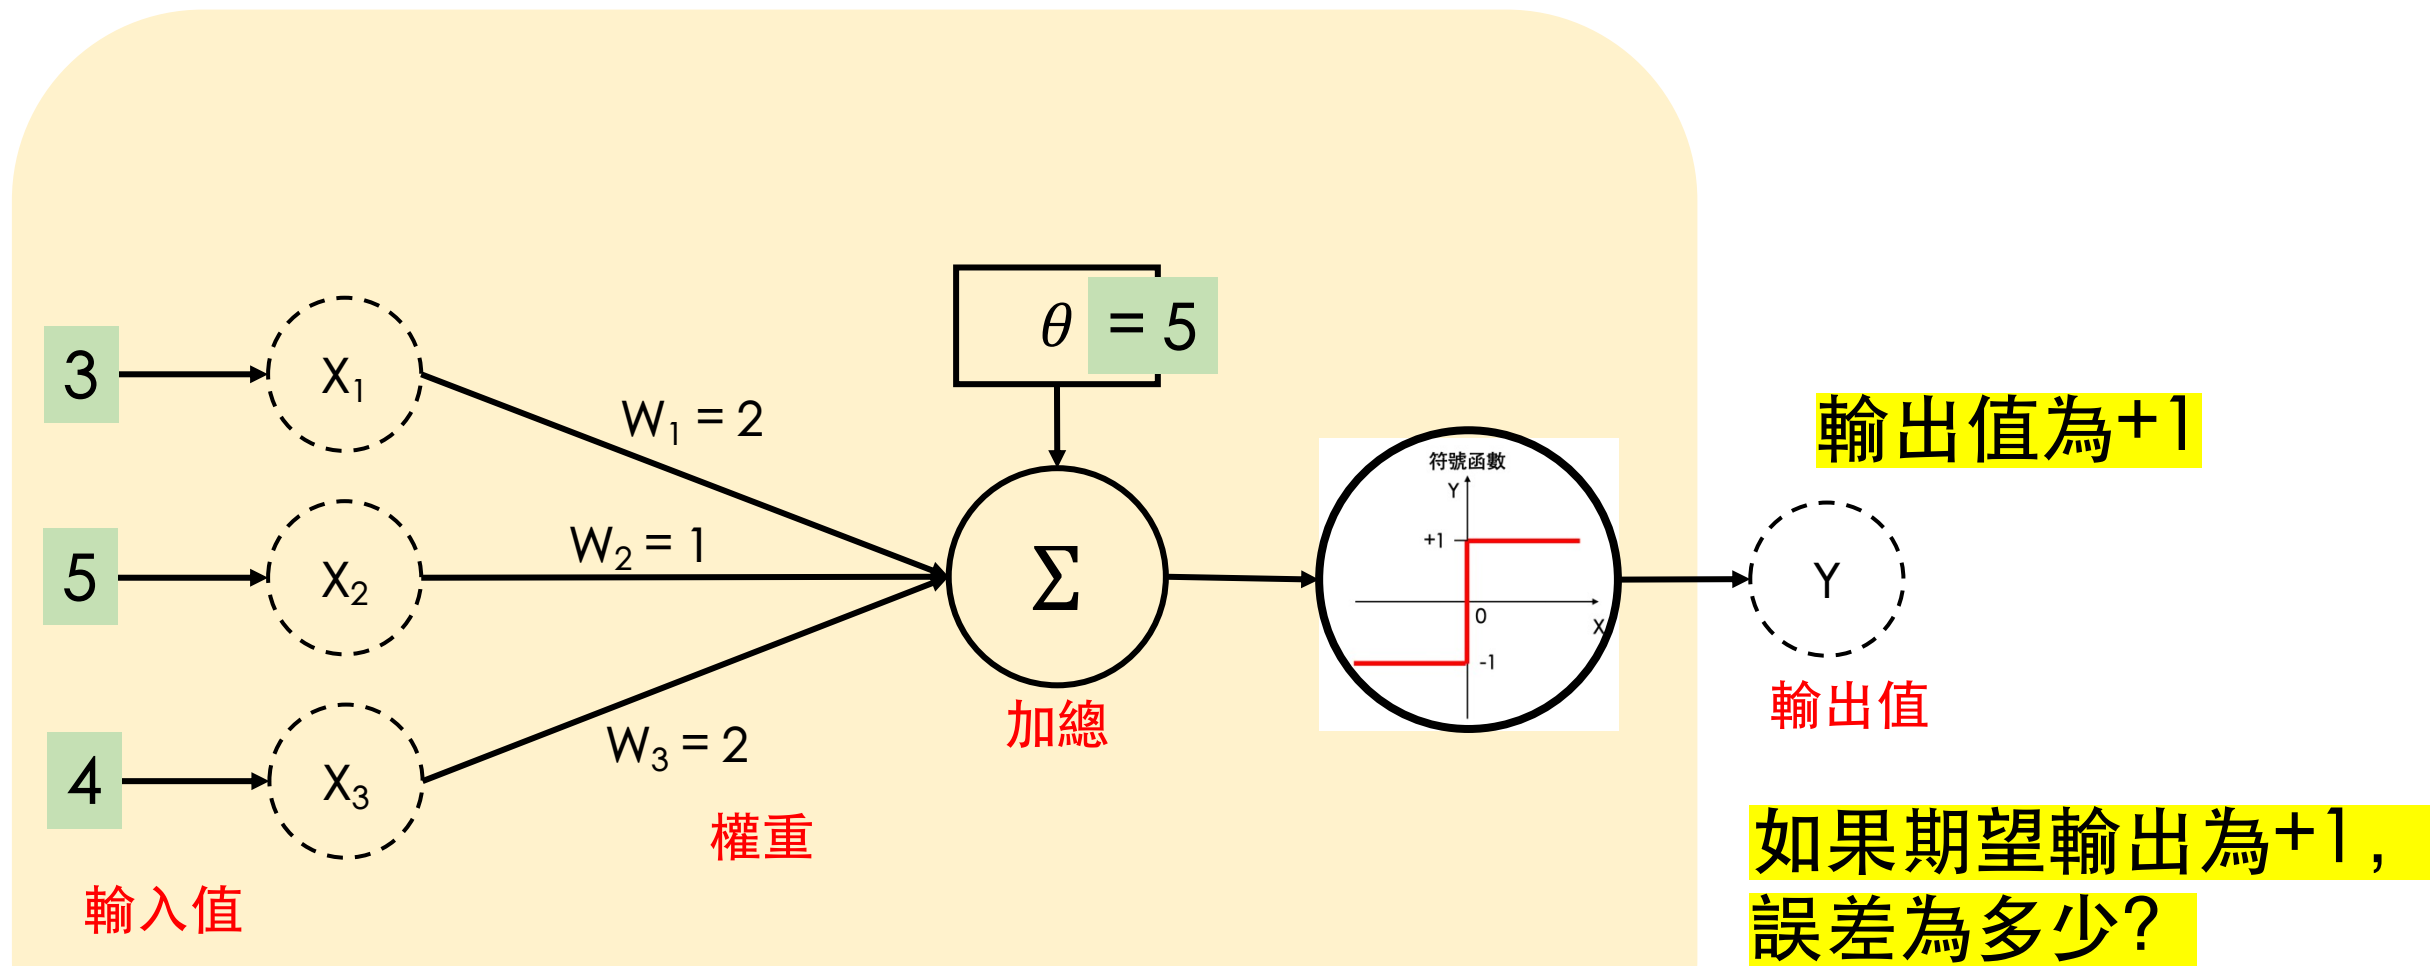 θ = 5
3
X₁
W₁ = 2
輸出值為+1
符號函數
Y
+1
0
X
-1
5
X₂
W₂ = 1
Σ
Y
加總
輸出值
4
X₃
W₃ = 2
權重
輸入值
如果期望輸出為+1,
誤差為多少?